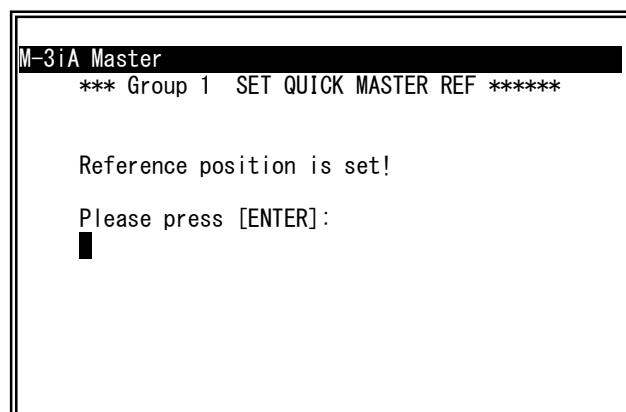 M-3iA Master
*** Group 1 SET QUICK MASTER REF ******
Reference position is set!
Please press [ENTER]: